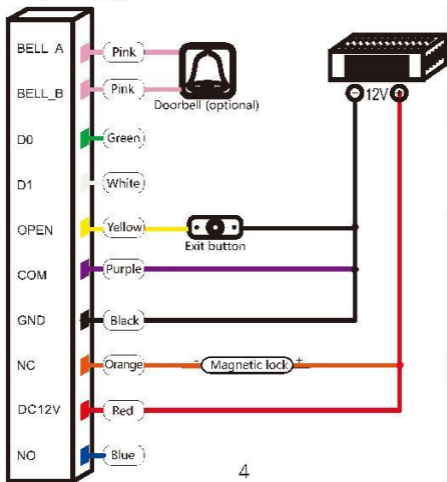 BELL_A Pink
BELL_B Pink
Doorbell (optional)
- 12V +
D0 Green
D1 White
OPEN Yellow
Exit button
COM Purple
GND Black
NC Orange - Magnetic lock +
DC12V Red
NO Blue
4